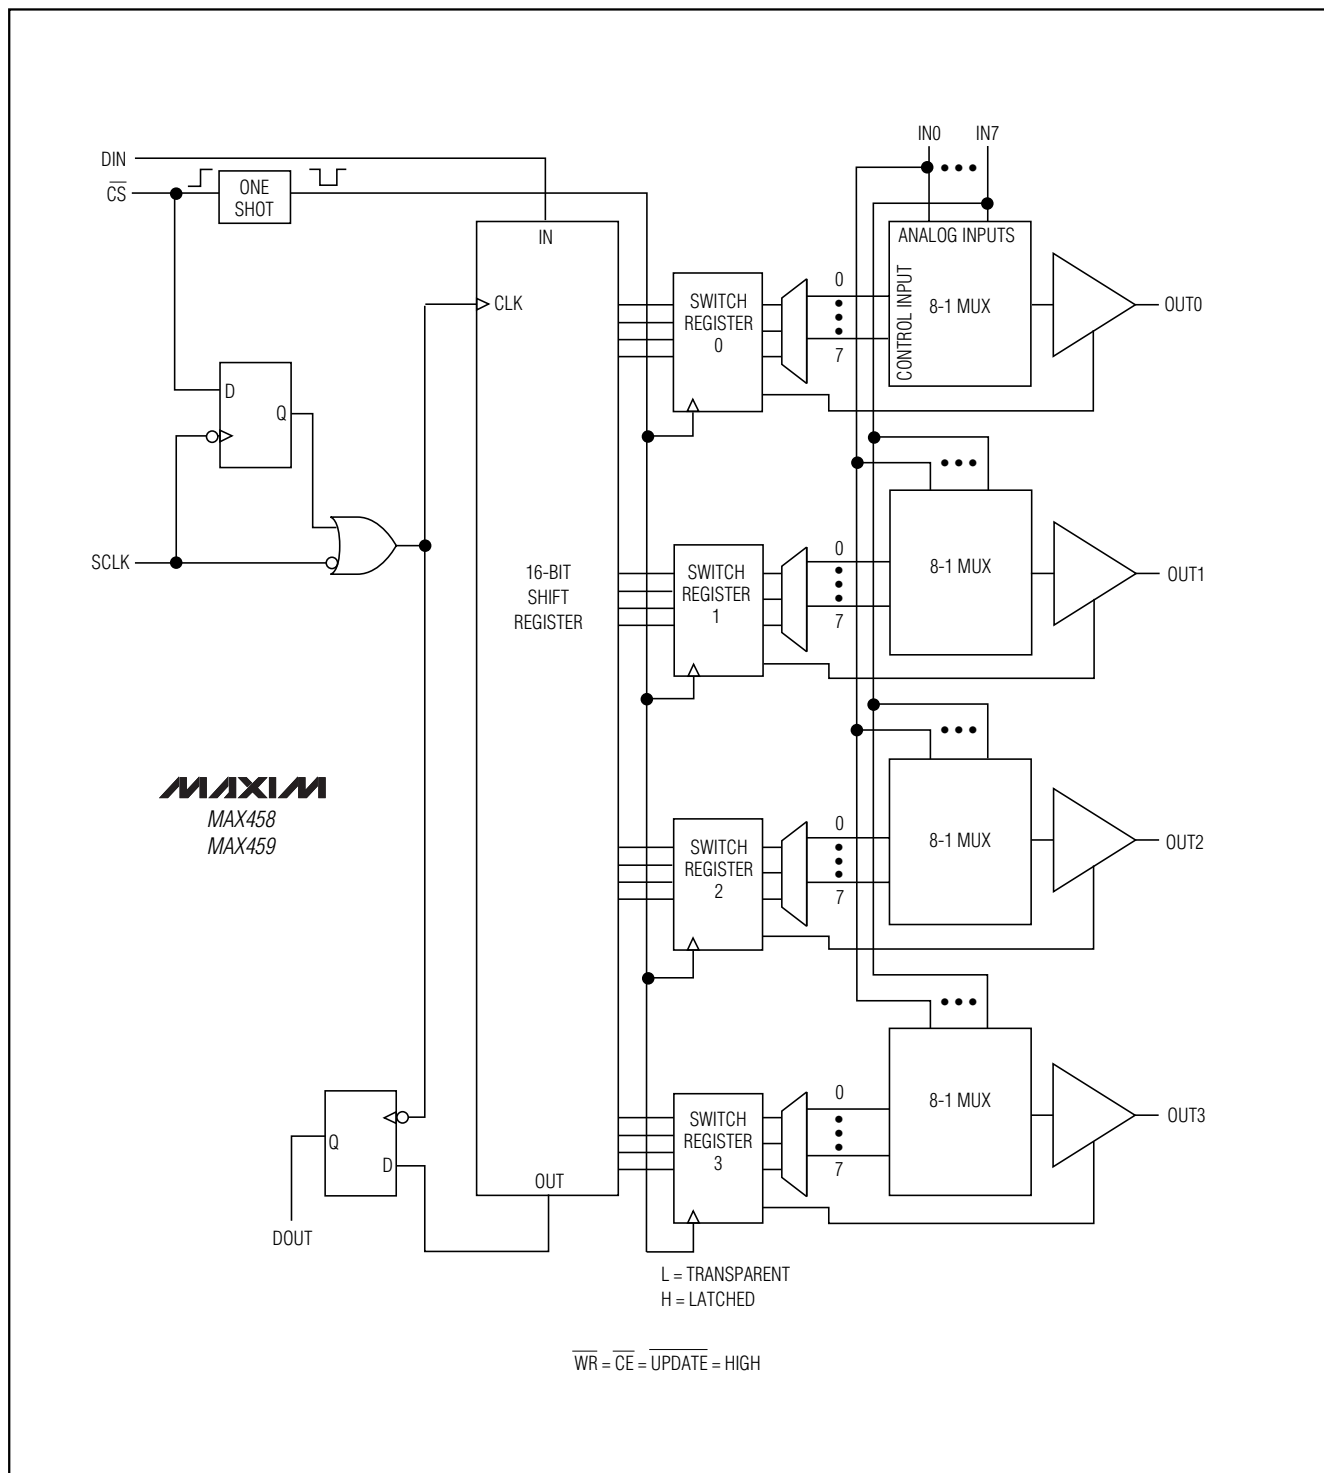 IN0 IN7
DIN
CS
ONE
SHOT
IN
CLK
ANALOG INPUTS
CONTROL INPUT
8-1 MUX
SWITCH
REGISTER
0
0
7
OUT0
D
Q
SCLK
16-BIT
SHIFT
REGISTER
SWITCH
REGISTER
1
0
7
8-1 MUX
OUT1
MAXIM
MAX458
MAX459
SWITCH
REGISTER
2
0
7
8-1 MUX
OUT2
SWITCH
REGISTER
3
0
7
8-1 MUX
OUT3
Q
D
OUT
DOUT
L = TRANSPARENT
H = LATCHED
WR = CE = UPDATE = HIGH